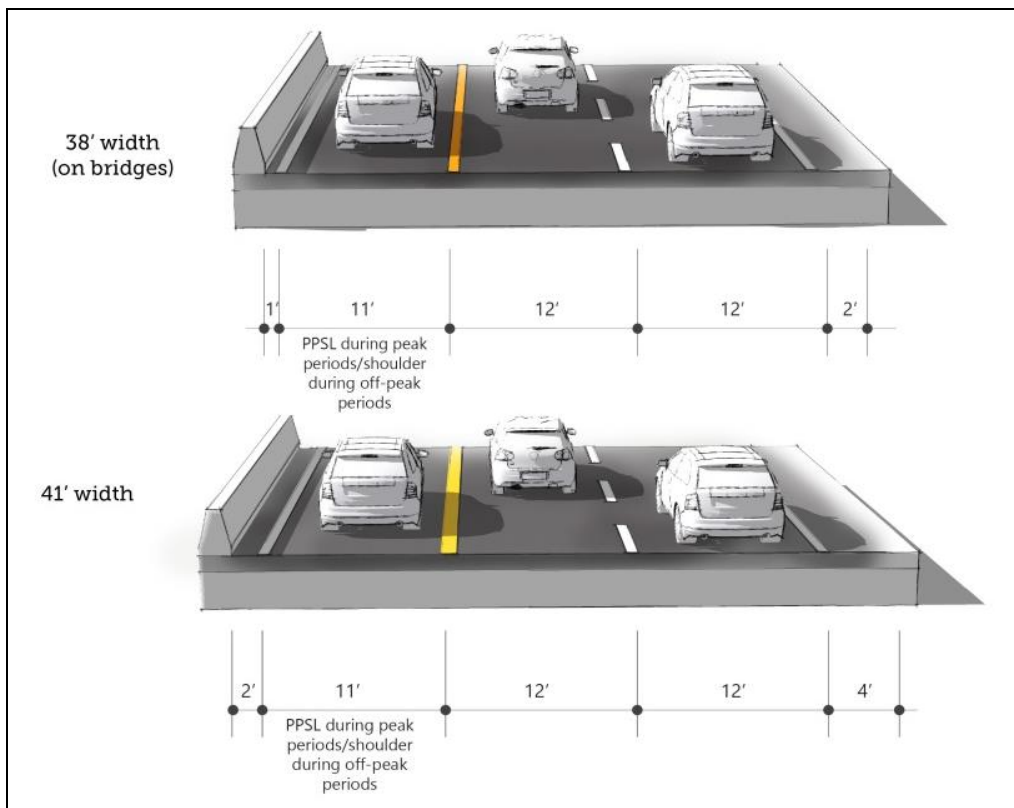 38′ width
(on bridges)
1′
11′
12′
12′
2′
PPSL during peak
periods/shoulder
during off-peak
periods
41′ width
2′
11′
12′
12′
4′
PPSL during peak
periods/shoulder
during off-peak
periods